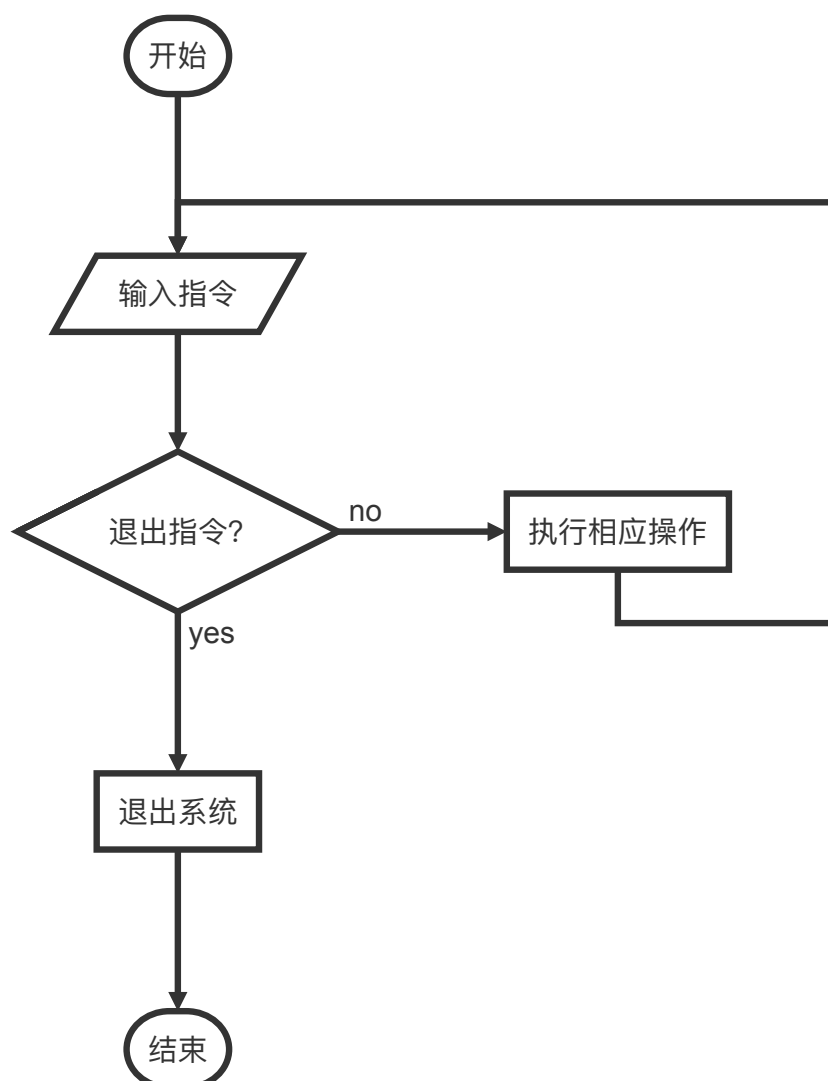 开始
输入指令
退出指令?
no
执行相应操作
yes
退出系统
结束